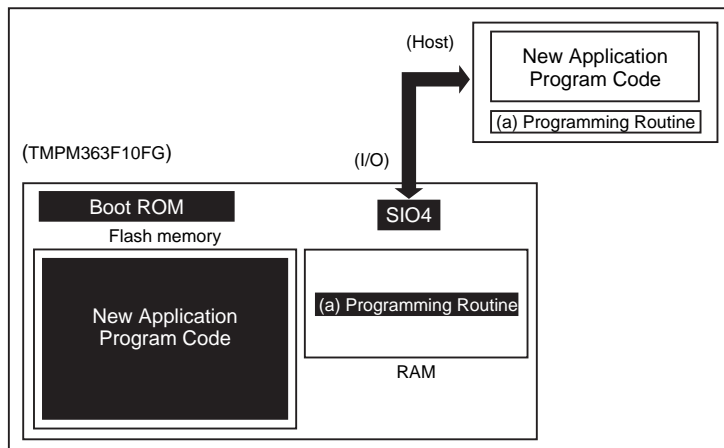 (Host)
New Application
Program Code
(a) Programming Routine
(TMPM363F10FG)
(I/O)
Boot ROM
SIO4
Flash memory
New Application
Program Code
(a) Programming Routine
RAM